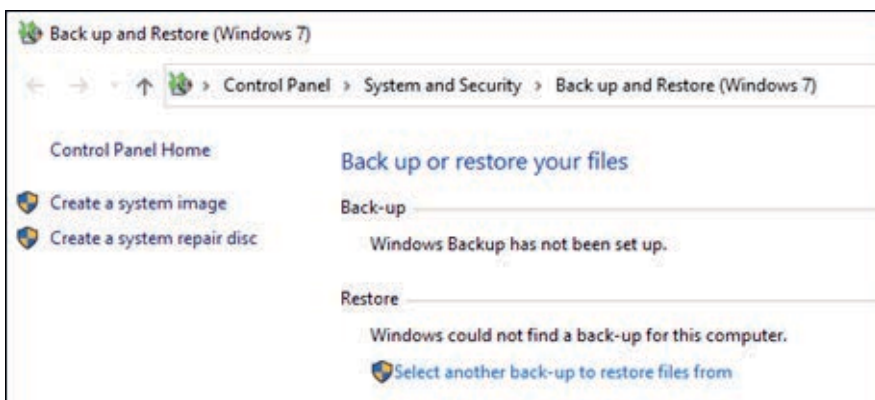 Back up and Restore (Windows 7)
Control Panel > System and Security > Back up and Restore (Windows 7)
Control Panel Home
Create a system image
Create a system repair disc
Back up or restore your files
Back-up
Windows Backup has not been set up.
Restore
Windows could not find a back-up for this computer.
Select another back-up to restore files from